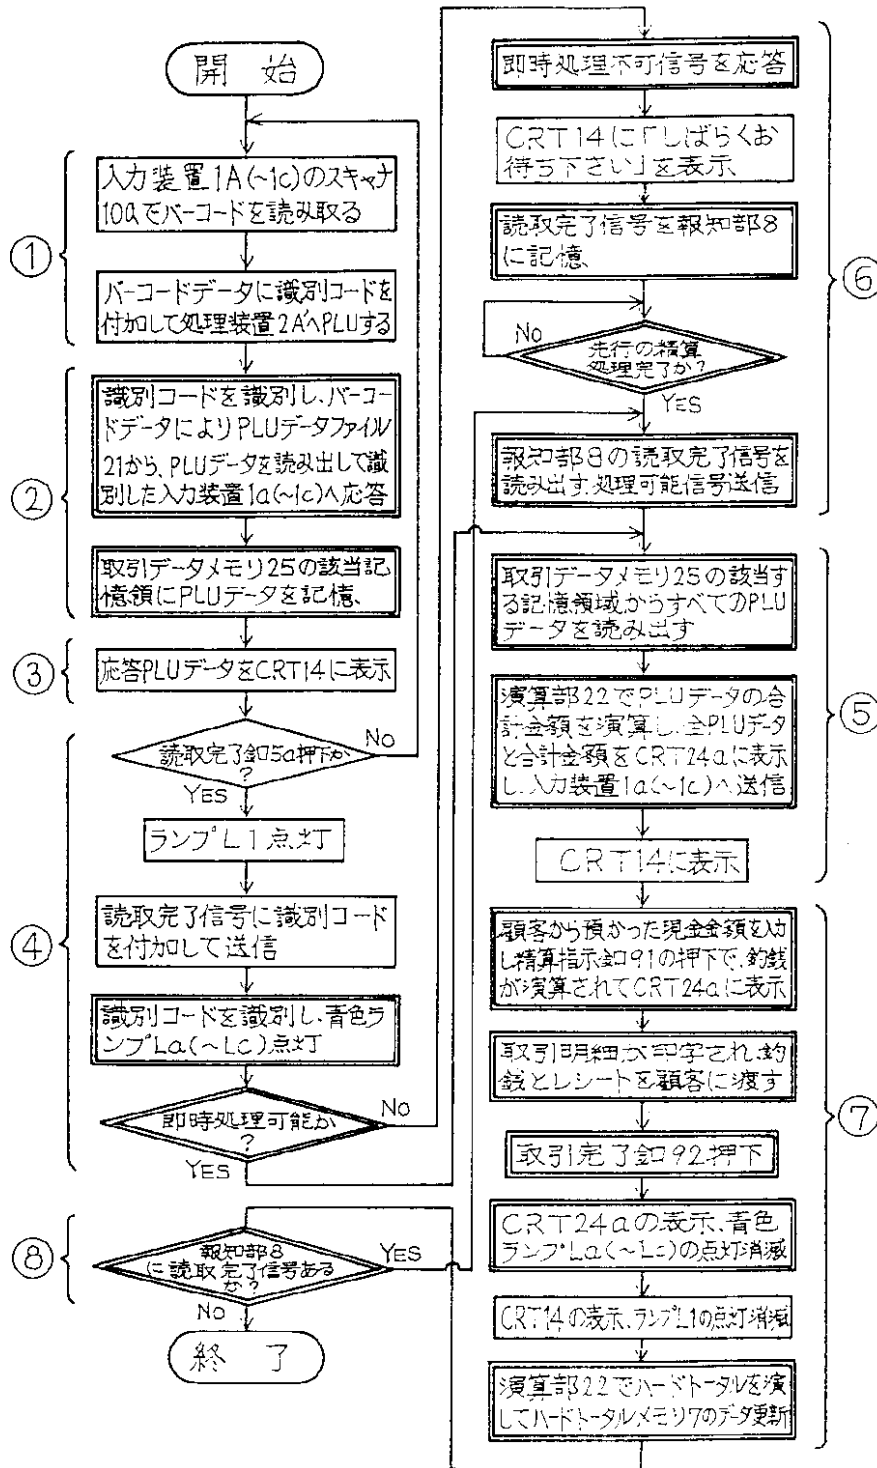 開 始
①
入力装置1A(~1c)のスキャナ
10aでバーコードを読み取る
バーコードデータに識別コードを
付加して処理装置2A'へPLUする
②
識別コードを識別し、バーコー
ドデータによりPLUデータファイル
21から、PLUデータを読み出して識
別した入力装置1a(~1c)へ応答
取引データメモリ25の該当記
憶領にPLUデータを記憶、
③
応答PLUデータをCRT14に表示
④
読取完了釦5a押下か
?
No
YES
ランプL1点灯
読取完了信号に識別コード
を付加して送信
識別コードを識別し、青色ラ
ンプLa(~Lc)点灯
即時処理可能か
?
No
YES
⑧
報知部8
に読取完了信号ある
か?
YES
No
終 了
⑥
即時処理不可信号を応答
CRT14に「しばらくお
待ち下さい」を表示、
読取完了信号を報知部8
に記憶、
No
先行の精算
処理完了か?
YES
報知部8の読取完了信号を
読み出す.処理可能信号送信
⑤
取引データメモリ25の該当す
る記憶領域からすべてのPLU
データを読み出す
演算部22でPLUデータの合
計金額を演算し、全PLUデータ
と合計金額をCRT24aに表示
し、入力装置1a(~1c)へ送信
CRT14に表示
⑦
顧客から預かった現金金額を入力
し精算指示釦91の押下で、釣銭
が演算されてCRT24aに表示
取引明細が印字され、釣
銭とレシートを顧客に渡す
取引完了釦92押下
CRT24aの表示、青色
ランプLa(~Lc)の点灯消滅
CRT14の表示、ランプL1の点灯消滅
演算部22でハードトータルを演
してハードトータルメモリ7のデータ更新